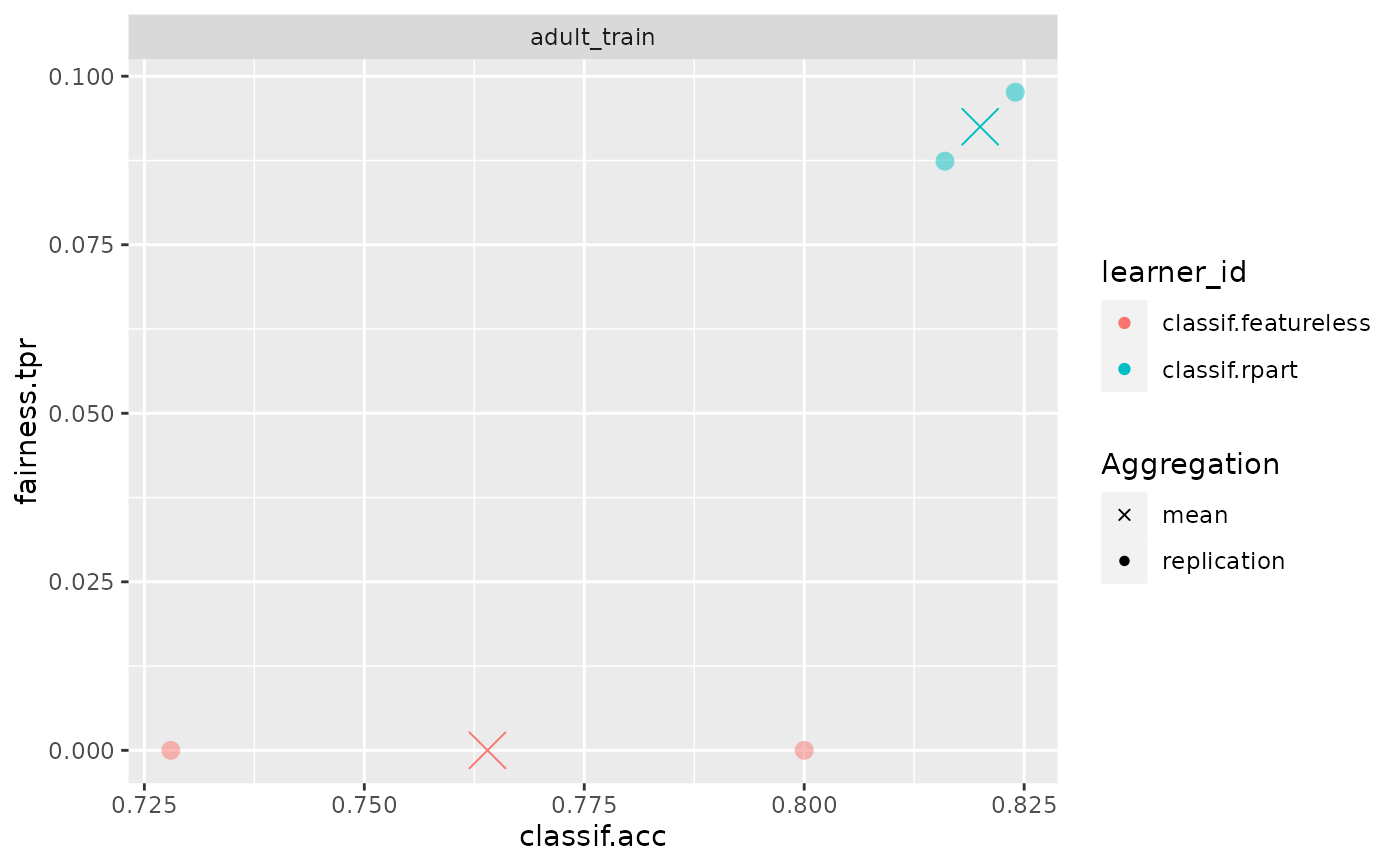 adult_train
0.100
0.075
0.050
0.025
0.000
fairness.tpr
0.725 0.750 0.775 0.800 0.825
classif.acc
learner_id
classif.featureless
classif.rpart
Aggregation
mean
replication